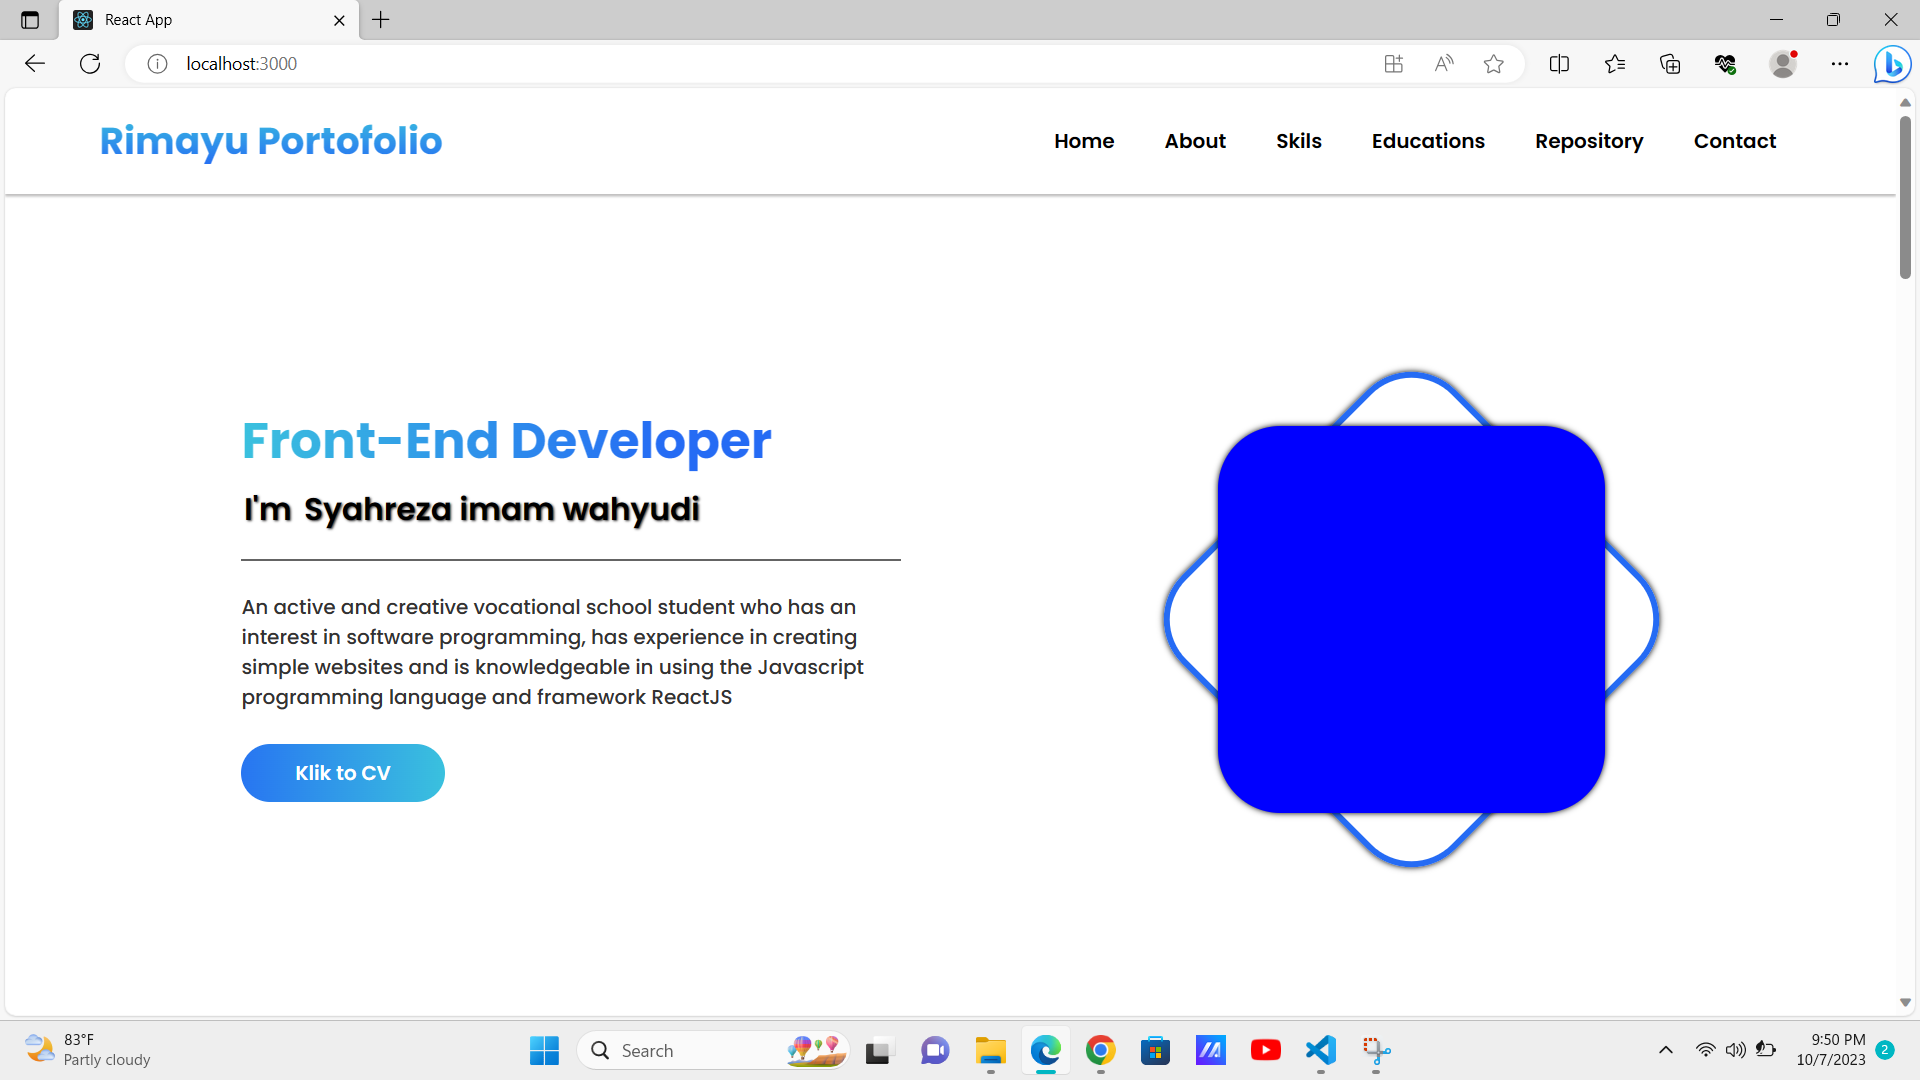 React App
localhost:3000
Rimayu Portofolio
Home About Skils Educations Repository Contact
Front-End Developer
I'm Syahreza imam wahyudi
An active and creative vocational school student who has an
interest in software programming, has experience in creating
simple websites and is knowledgeable in using the Javascript
programming language and framework ReactJS
Klik to CV
83°F
Partly cloudy
Search
9:50 PM
10/7/2023
2